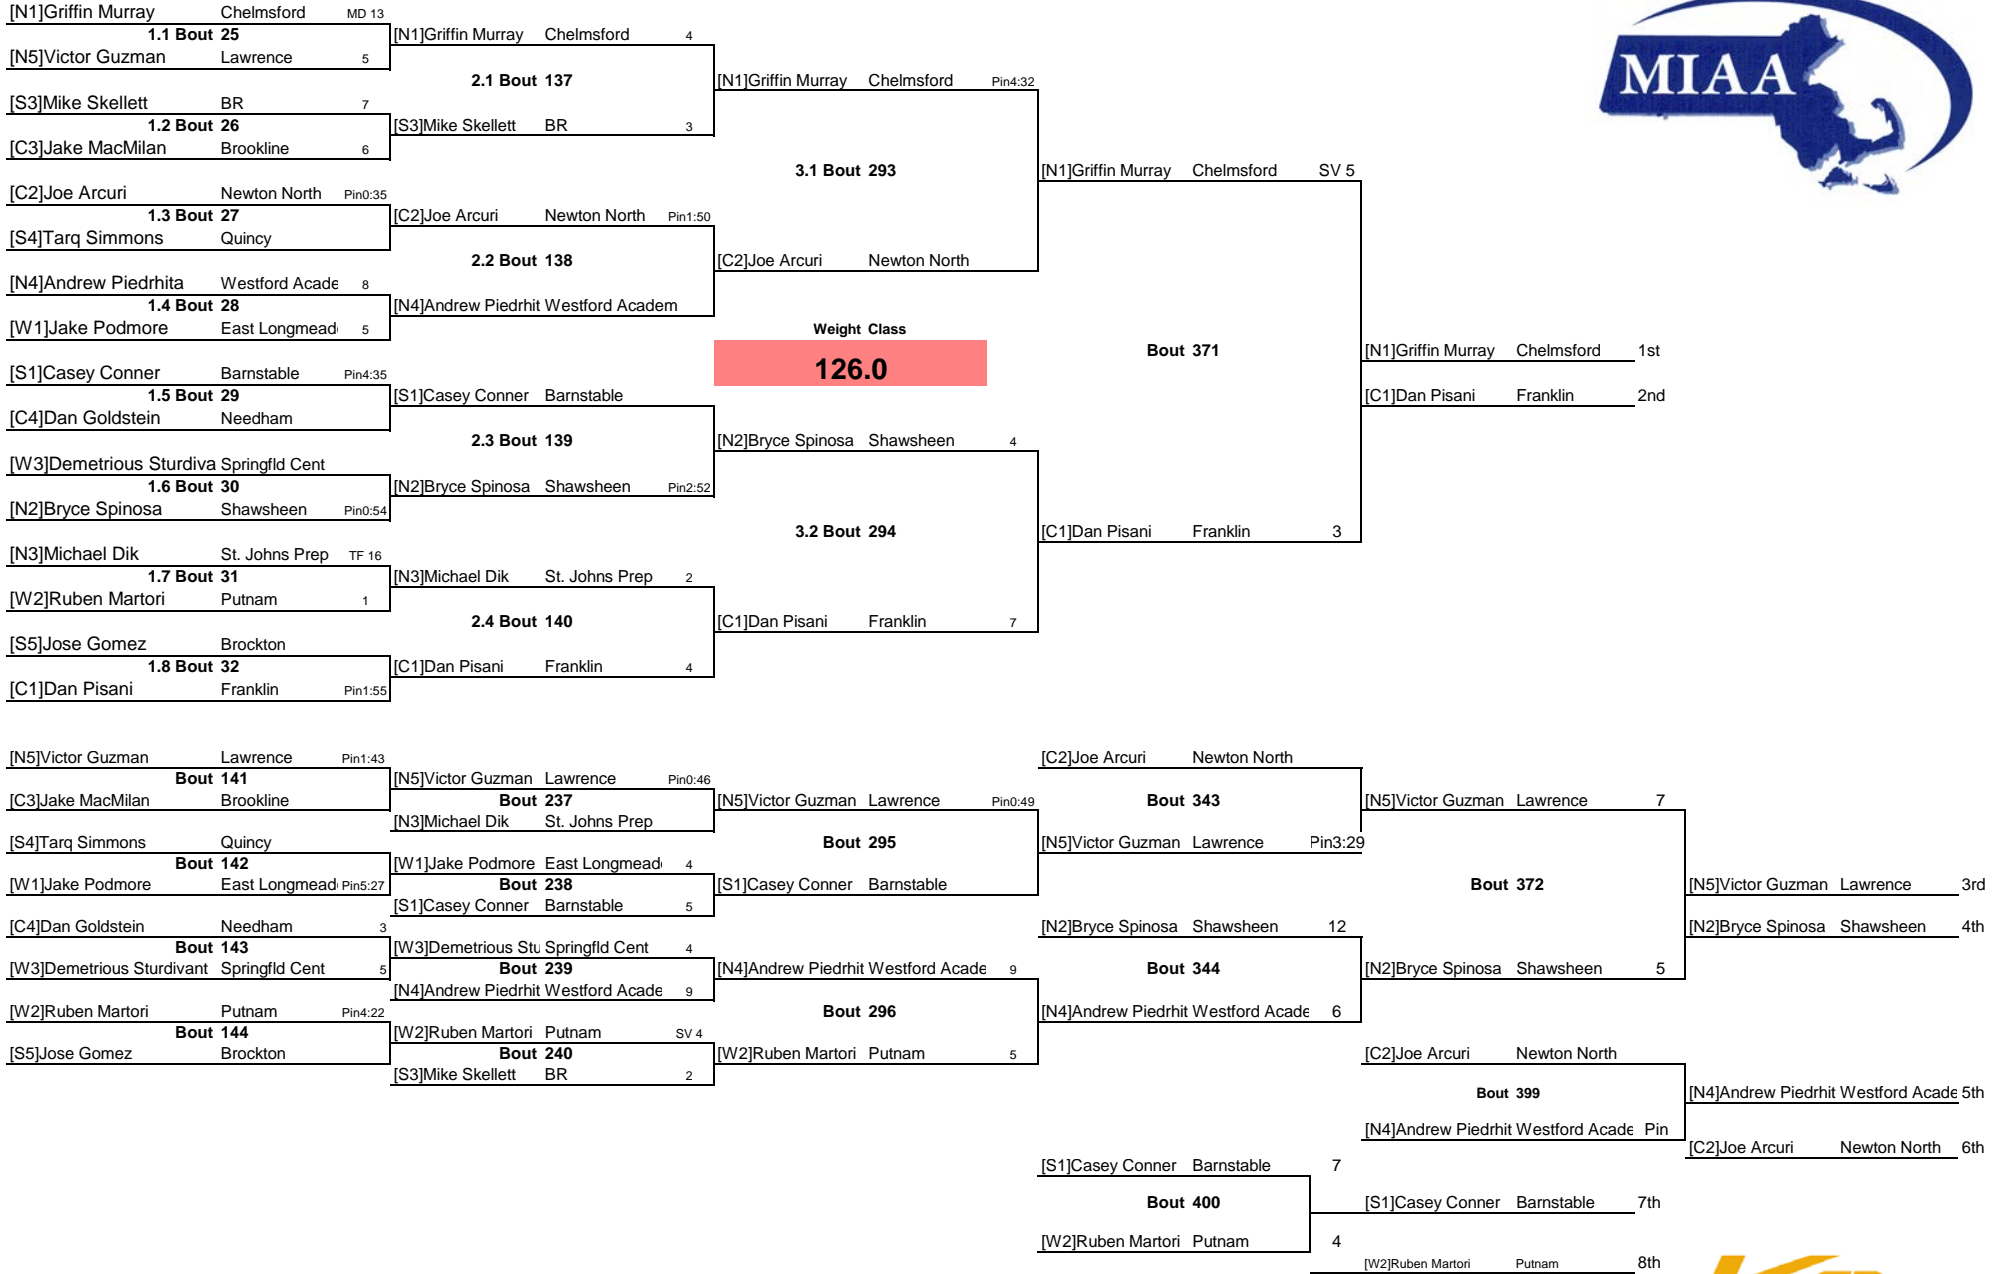 [N1]Griffin Murray Chelmsford MD 13
1.1 Bout 25
[N5]Victor Guzman Lawrence 5
[N1]Griffin Murray Chelmsford 4
2.1 Bout 137
[S3]Mike Skellett BR 7
1.2 Bout 26
[C3]Jake MacMilan Brookline 6
[S3]Mike Skellett BR 3
[N1]Griffin Murray Chelmsford Pin4:32
3.1 Bout 293
[C2]Joe Arcuri Newton North Pin0:35
1.3 Bout 27
[S4]Tarq Simmons Quincy
[C2]Joe Arcuri Newton North Pin1:50
2.2 Bout 138
[N4]Andrew Piedrhita Westford Acade 8
1.4 Bout 28
[W1]Jake Podmore East Longmead 5
[N4]Andrew Piedrhit Westford Academ
[C2]Joe Arcuri Newton North
[N1]Griffin Murray Chelmsford SV 5
MIAA
Weight Class
126.0
Bout 371
[N1]Griffin Murray Chelmsford 1st
[C1]Dan Pisani Franklin 2nd
[S1]Casey Conner Barnstable Pin4:35
1.5 Bout 29
[C4]Dan Goldstein Needham
[S1]Casey Conner Barnstable
2.3 Bout 139
[W3]Demetrious Sturdiva Springfld Cent
1.6 Bout 30
[N2]Bryce Spinosa Shawsheen Pin0:54
[N2]Bryce Spinosa Shawsheen Pin2:52
[N2]Bryce Spinosa Shawsheen 4
3.2 Bout 294
[C1]Dan Pisani Franklin 3
[N3]Michael Dik St. Johns Prep TF 16
1.7 Bout 31
[W2]Ruben Martori Putnam 1
[N3]Michael Dik St. Johns Prep 2
2.4 Bout 140
[S5]Jose Gomez Brockton
1.8 Bout 32
[C1]Dan Pisani Franklin Pin1:55
[C1]Dan Pisani Franklin 4
[C1]Dan Pisani Franklin 7
[N5]Victor Guzman Lawrence Pin1:43
Bout 141
[C3]Jake MacMilan Brookline
[N5]Victor Guzman Lawrence Pin0:46
Bout 237
[N3]Michael Dik St. Johns Prep
[N5]Victor Guzman Lawrence Pin0:49
Bout 295
[S4]Tarq Simmons Quincy
Bout 142
[W1]Jake Podmore East Longmead Pin5:27
[W1]Jake Podmore East Longmead 4
Bout 238
[S1]Casey Conner Barnstable 5
[S1]Casey Conner Barnstable
[C2]Joe Arcuri Newton North
Bout 343
[N5]Victor Guzman Lawrence Pin3:29
[N5]Victor Guzman Lawrence 7
Bout 372
[N5]Victor Guzman Lawrence 3rd
[N2]Bryce Spinosa Shawsheen 4th
[C4]Dan Goldstein Needham 3
Bout 143
[W3]Demetrious Sturdivant Springfld Cent 5
[W3]Demetrious Stu Springfld Cent 4
Bout 239
[N4]Andrew Piedrhit Westford Acade 9
[N4]Andrew Piedrhit Westford Acade 9
Bout 296
[W2]Ruben Martori Putnam Pin4:22
Bout 144
[S5]Jose Gomez Brockton
[W2]Ruben Martori Putnam SV 4
Bout 240
[S3]Mike Skellett BR 2
[W2]Ruben Martori Putnam 5
[N2]Bryce Spinosa Shawsheen 12
Bout 344
[N4]Andrew Piedrhit Westford Acade 6
[N2]Bryce Spinosa Shawsheen 5
[C2]Joe Arcuri Newton North
Bout 399
[N4]Andrew Piedrhit Westford Acade Pin
[N4]Andrew Piedrhit Westford Acade 5th
[C2]Joe Arcuri Newton North 6th
[S1]Casey Conner Barnstable 7
Bout 400
[W2]Ruben Martori Putnam 4
[S1]Casey Conner Barnstable 7th
[W2]Ruben Martori Putnam 8th